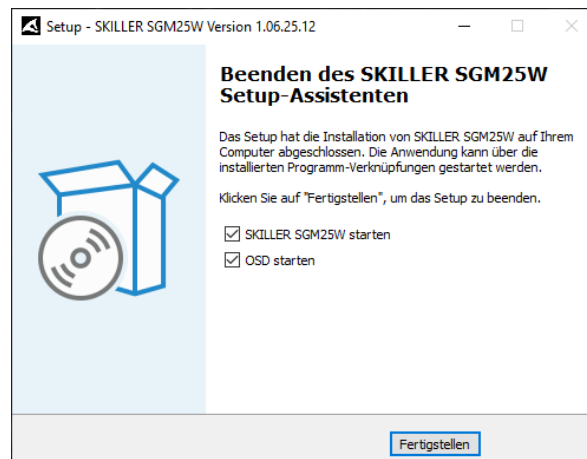 Setup - SKILLER SGM25W Version 1.06.25.12
Beenden des SKILLER SGM25W
Setup-Assistenten
Das Setup hat die Installation von SKILLER SGM25W auf Ihrem
Computer abgeschlossen. Die Anwendung kann über die
installierten Programm-Verknüpfungen gestartet werden.
Klicken Sie auf "Fertigstellen", um das Setup zu beenden.
SKILLER SGM25W starten
OSD starten
Fertigstellen